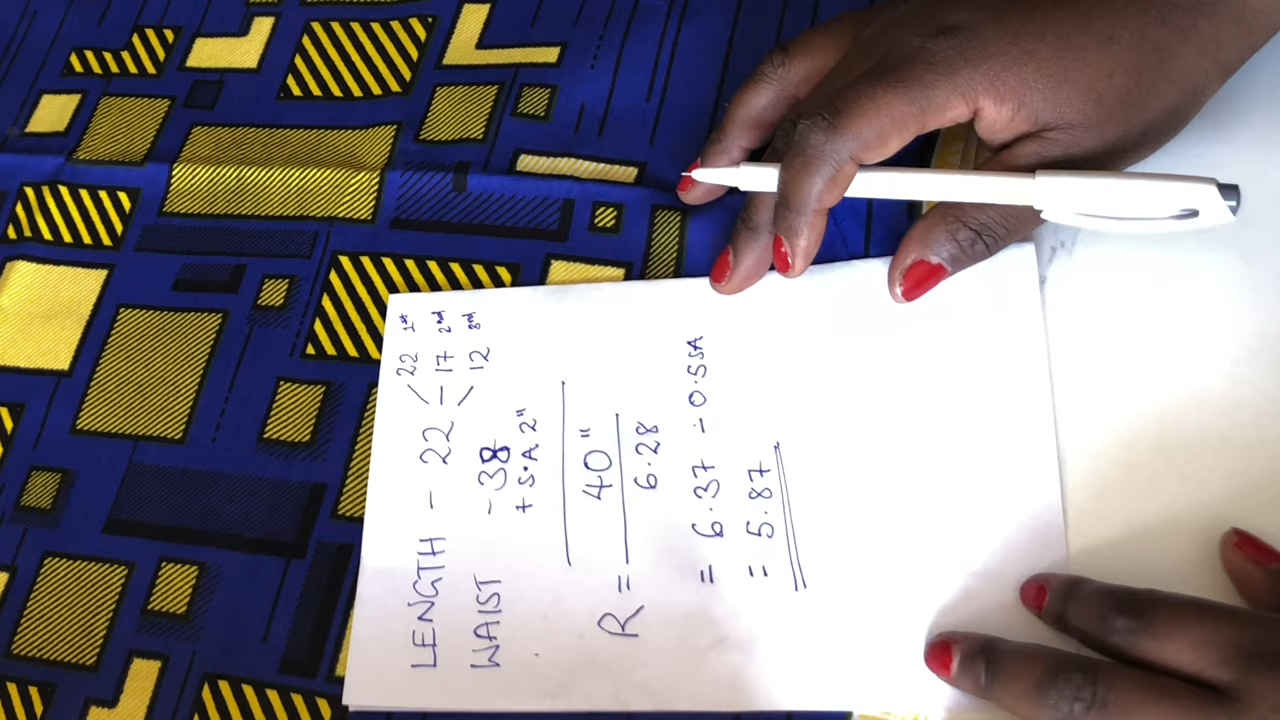 LENGTH - 22 / 22 1st
= 17 2nd
\ 12 3rd
WAIST - 38
+ S.A 2"
R = 40"
6.28
= 6.37 - 0.5SA
= 5.87